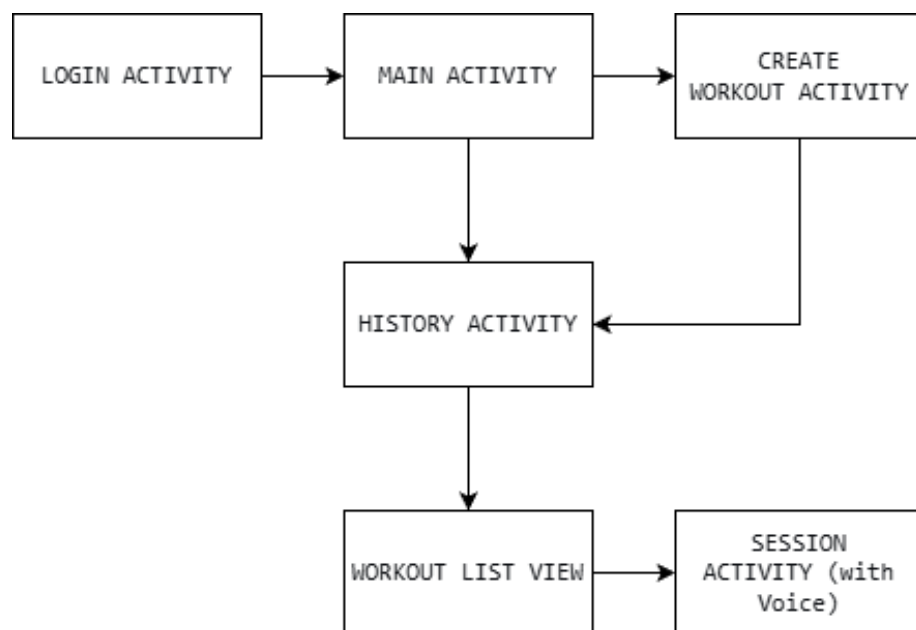 LOGIN ACTIVITY
MAIN ACTIVITY
CREATE
WORKOUT ACTIVITY
HISTORY ACTIVITY
WORKOUT LIST VIEW
SESSION
ACTIVITY (with
Voice)